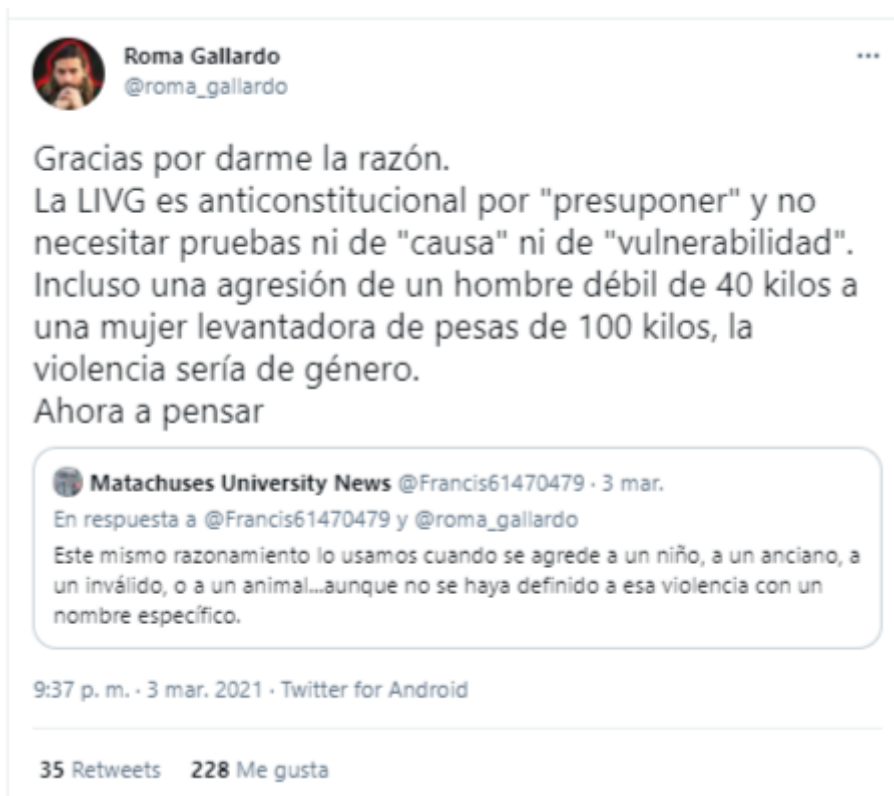 Roma Gallardo
@roma_gallardo
Gracias por darme la razón.
La LIVG es anticonstitucional por "presuponer" y no
necesitar pruebas ni de "causa" ni de "vulnerabilidad".
Incluso una agresión de un hombre débil de 40 kilos a
una mujer levantadora de pesas de 100 kilos, la
violencia sería de género.
Ahora a pensar
Matachuses University News @Francis61470479 · 3 mar.
En respuesta a @Francis61470479 y @roma_gallardo
Este mismo razonamiento lo usamos cuando se agrede a un niño, a un anciano, a
un inválido, o a un animal...aunque no se haya definido a esa violencia con un
nombre específico.
9:37 p. m. · 3 mar. 2021 · Twitter for Android
35 Retweets 228 Me gusta